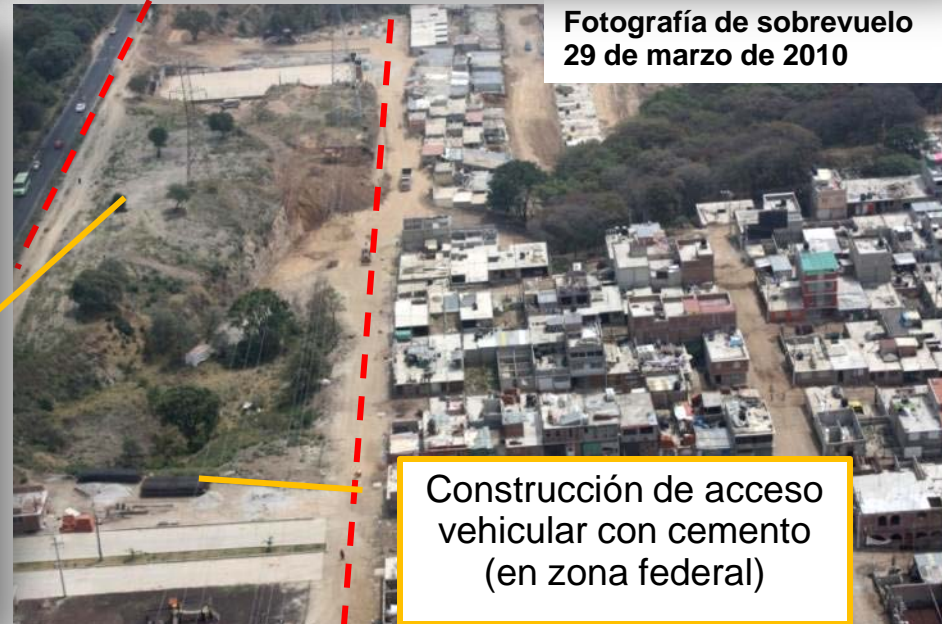 Fotografía de sobrevuelo
29 de marzo de 2010
Construcción de acceso
vehicular con cemento
(en zona federal)